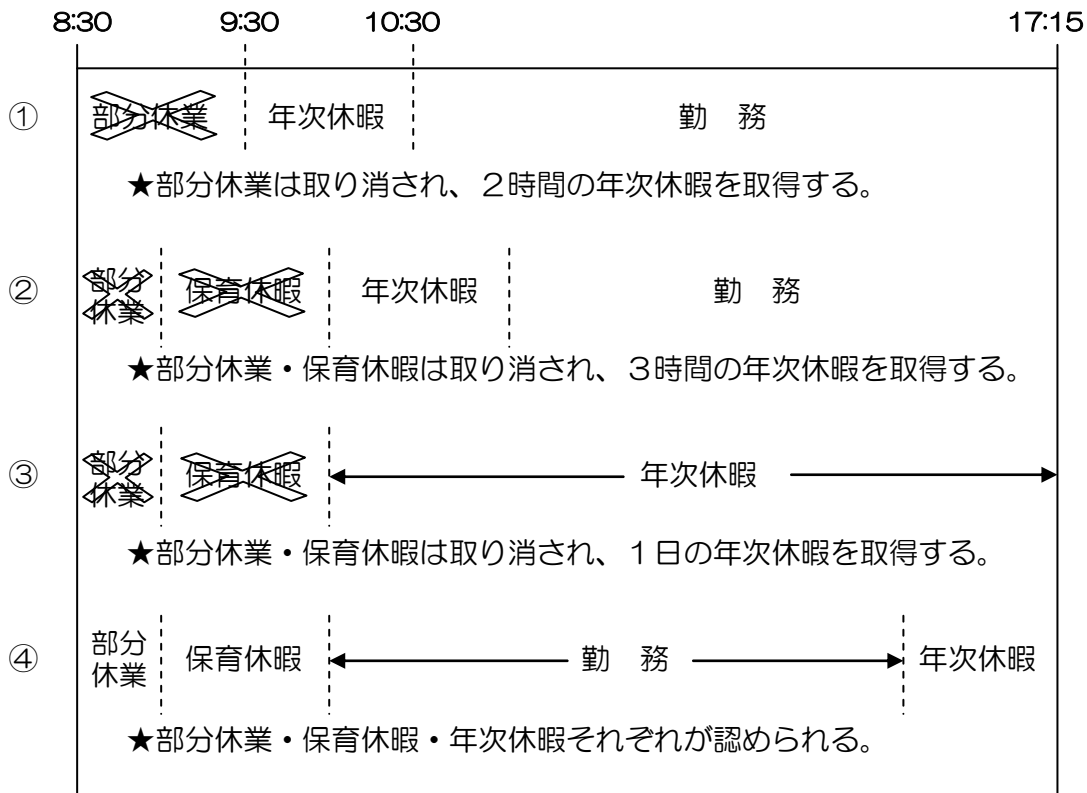 8:30 9:30 10:30 17:15
① 部分休業 年次休暇 勤 務
★部分休業は取り消され、２時間の年次休暇を取得する。
② 部分
休業 保育休暇 年次休暇 勤 務
★部分休業・保育休暇は取り消され、３時間の年次休暇を取得する。
③ 部分
休業 保育休暇 年次休暇
★部分休業・保育休暇は取り消され、１日の年次休暇を取得する。
④ 部分
休業 保育休暇 勤 務 年次休暇
★部分休業・保育休暇・年次休暇それぞれが認められる。